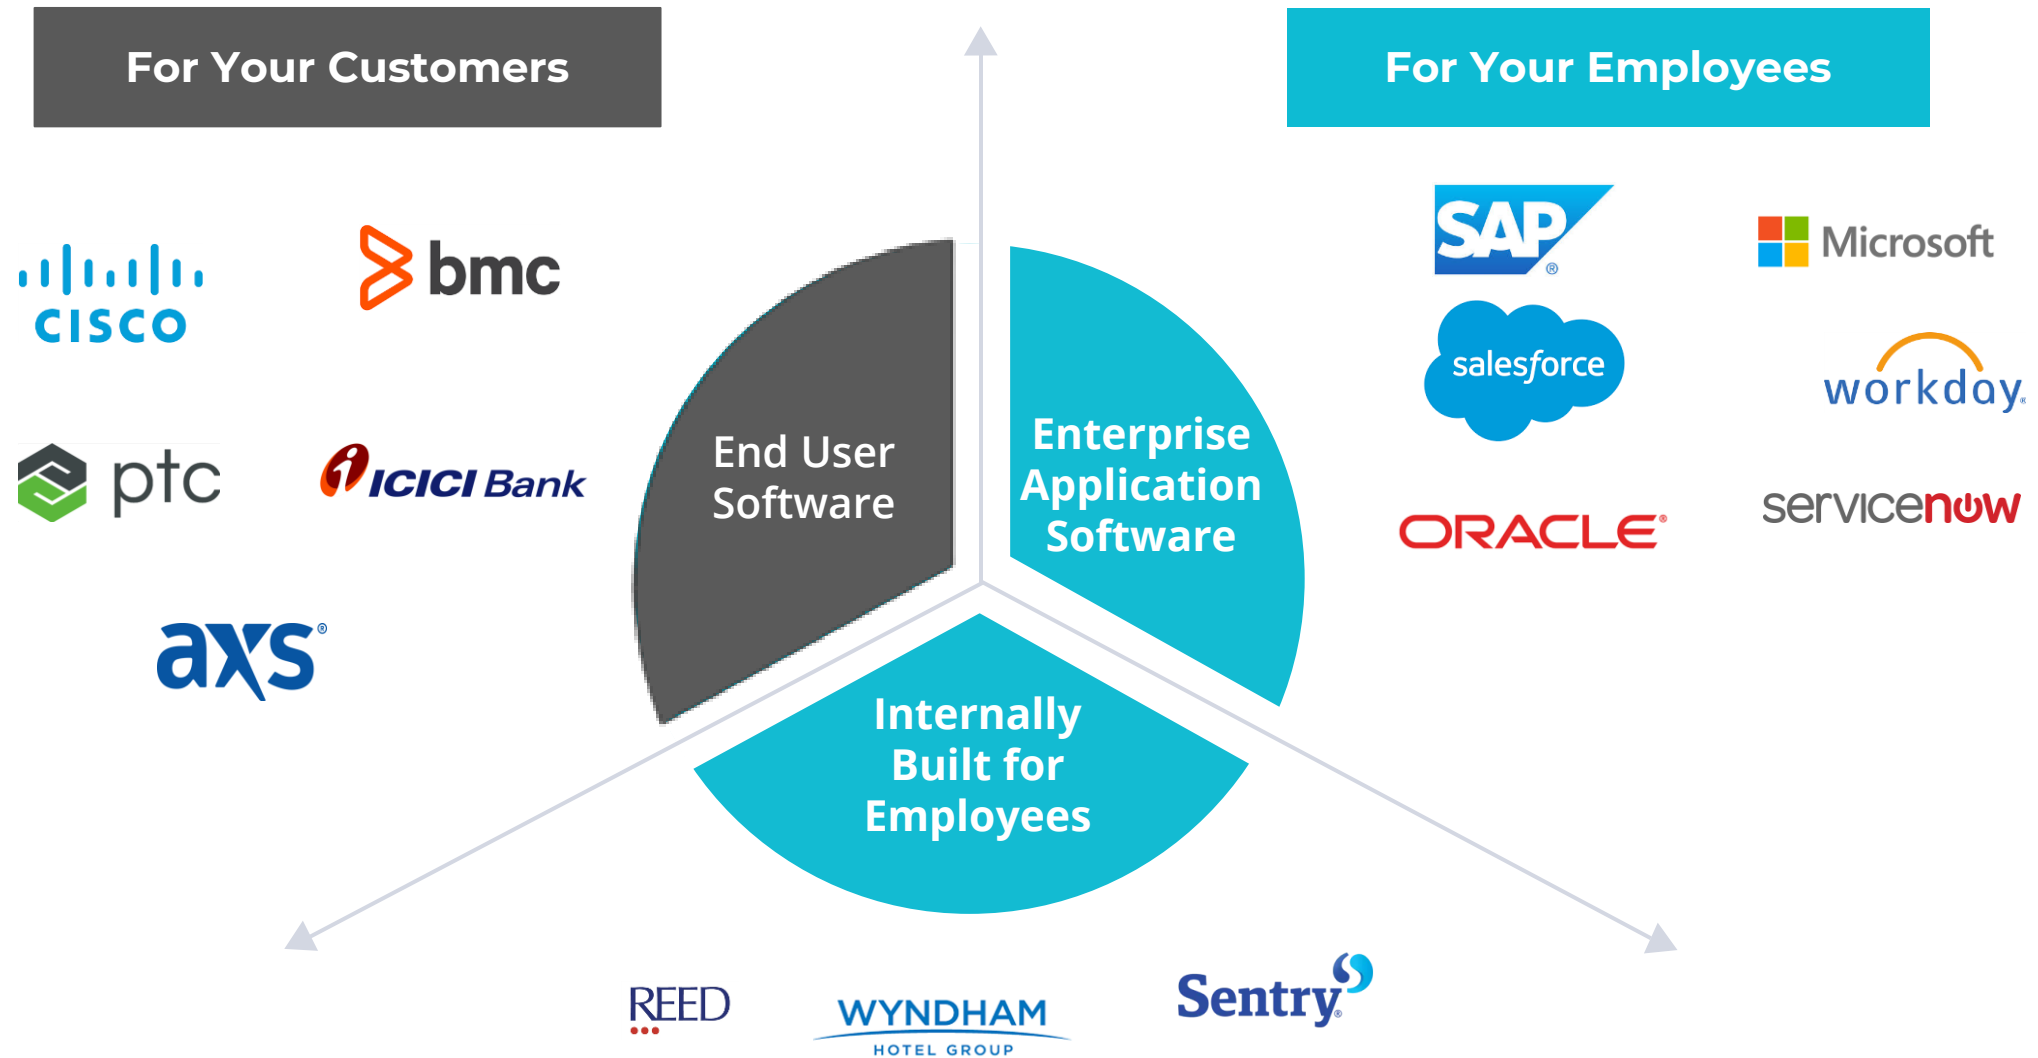 For Your Customers
For Your Employees
CISCO
bmc
ptc
ICICI Bank
axs®
End User
Software
Enterprise
Application
Software
Internally
Built for
Employees
SAP®
Microsoft
salesforce
workday®
ORACLE®
servicenow
REED
WYNDHAM
HOTEL GROUP
Sentry®